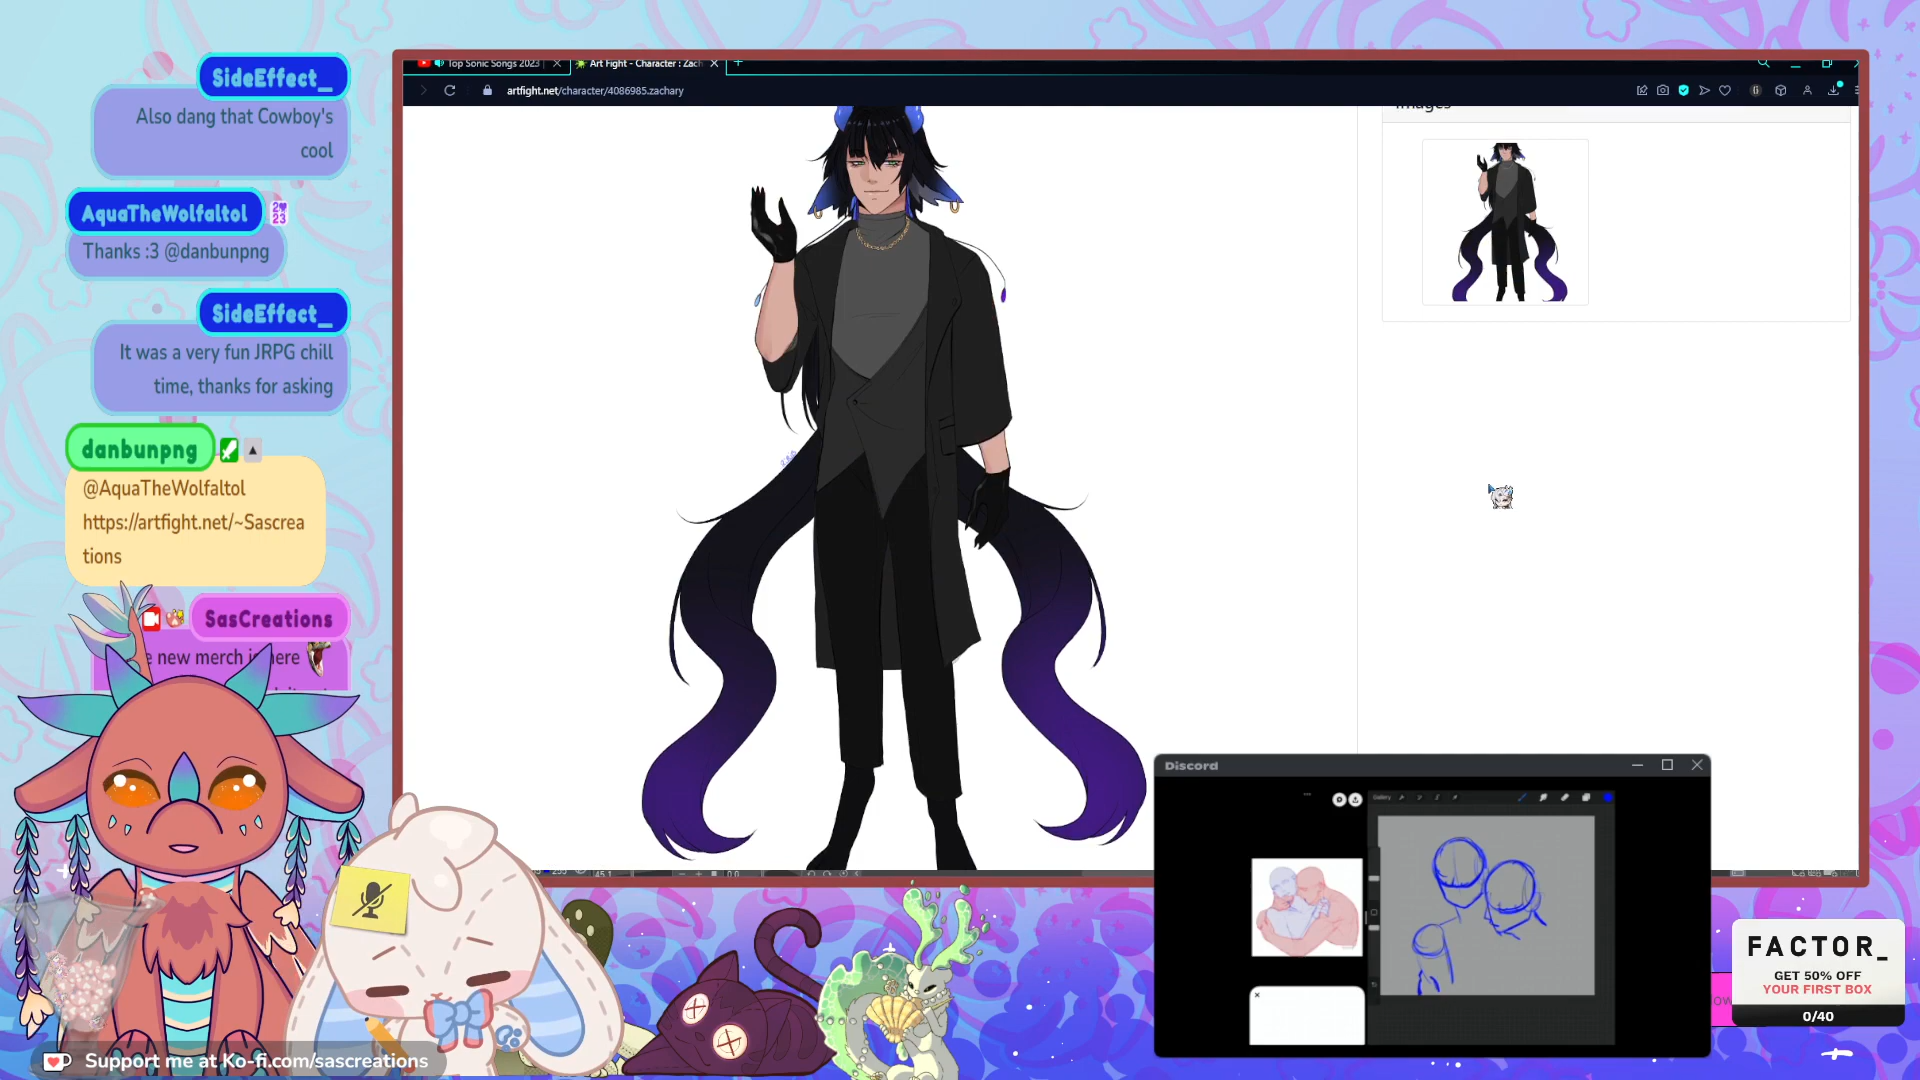 SideEffect_
Also dang that Cowboy's
cool
AquaTheWolfaltol
Thanks :3 @danbunpng
SideEffect_
It was a very fun JRPG chill
time, thanks for asking
danbunpng
@AquaTheWolfaltol
https://artfight.net/~Sascrea
tions
SasCreations
new merch is here
Support me at Ko-fi.com/sascreations
Top Sonic Songs 2023
Art Fight - Character : Zach
artfight.net/character/4086985.zachary
Images
Discord
Gallery
FACTOR_
GET 50% OFF
YOUR FIRST BOX
0/40